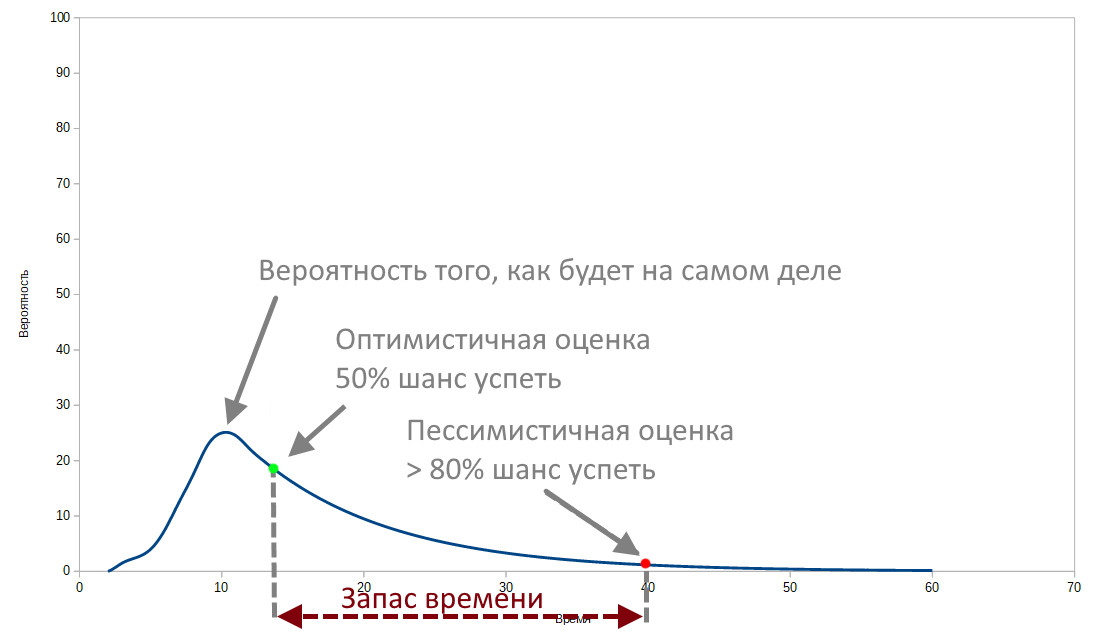 100
90
80
70
60
50
40
30
20
10
0
Вероятность
Вероятность того, как будет на самом деле
Оптимистичная оценка
50% шанс успеть
Пессимистичная оценка
> 80% шанс успеть
0 10 20 30 40 50 60 70
Запас времени
Время